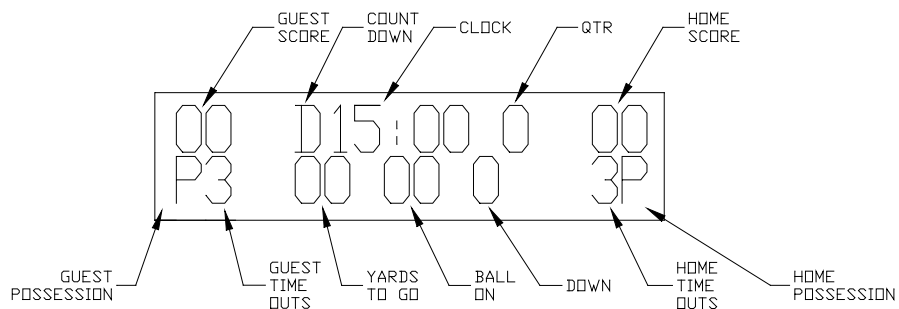 GUEST
SCORE
COUNT
DOWN
CLOCK
QTR
HOME
SCORE
00 D15:00 0 00
P3 00 00 0 3P
GUEST
POSSESSION
GUEST
TIME
OUTS
YARDS
TO GO
BALL
ON
DOWN
HOME
TIME
OUTS
HOME
POSSESSION